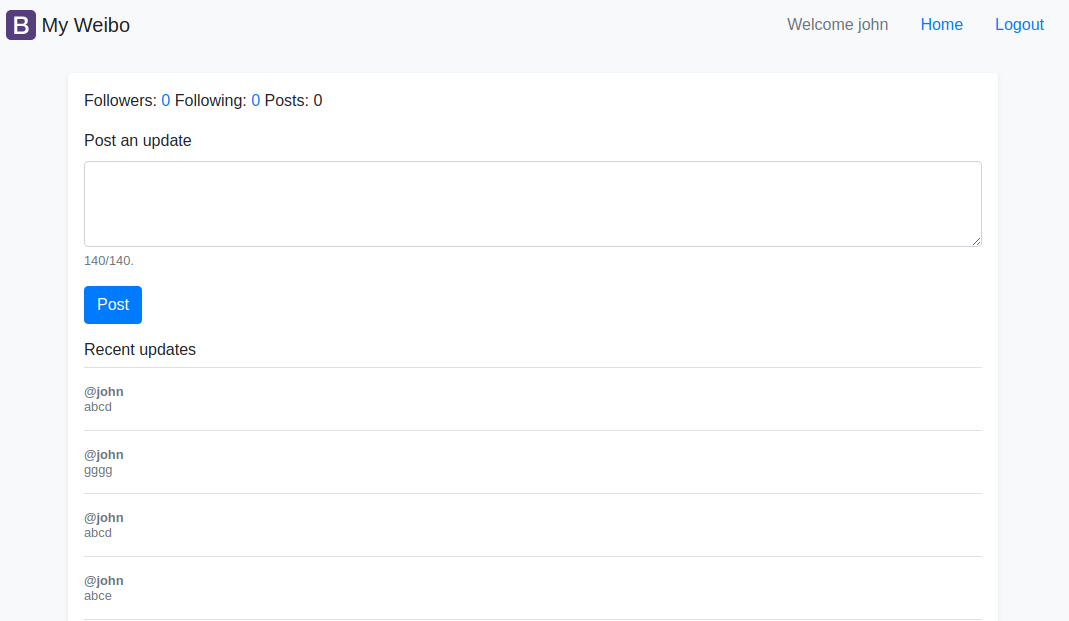 B My Weibo
Welcome john Home Logout
Followers: 0 Following: 0 Posts: 0
Post an update
140/140.
Post
Recent updates
@john
abcd
@john
gggg
@john
abcd
@john
abce